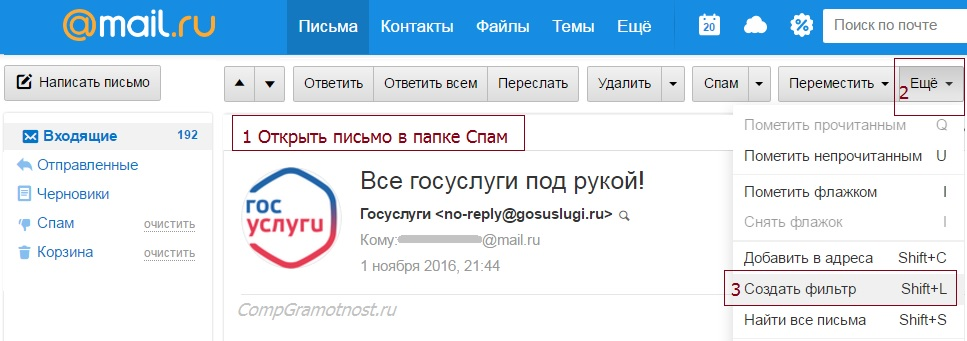 @mail.ru Письма Контакты Файлы Темы Ещё 20 % Поиск по почте
Написать письмо Ответить Ответить всем Переслать Удалить Спам Переместить 2 Ещё
Входящие 192
Отправленные
Черновики
Спам очистить
Корзина очистить
1 Открыть письмо в папке Спам
гос
услуги
Все госуслуги под рукой!
Госуслуги <no-reply@gosuslugi.ru>
Кому: @mail.ru
1 ноября 2016, 21:44
CompGramotnost.ru
Пометить прочитанным Q
Пометить непрочитанным U
Пометить флажком I
Снять флажок I
Добавить в адреса Shift+C
3 Создать фильтр Shift+L
Найти все письма Shift+S